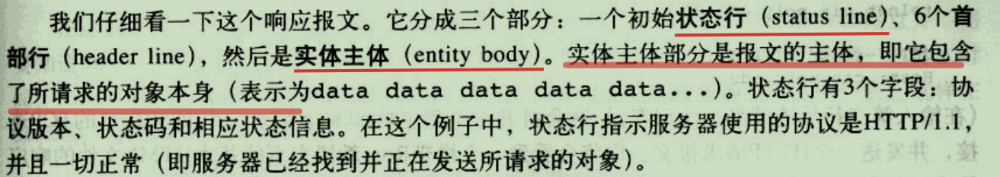 我们仔细看一下这个响应报文。它分成三个部分：一个初始状态行（status line）、6个首
部行（header line），然后是实体主体（entity body）。实体主体部分是报文的主体，即它包含
了所请求的对象本身（表示为data data data data data...）。状态行有3个字段：协
议版本、状态码和相应状态信息。在这个例子中，状态行指示服务器使用的协议是HTTP/1.1，
并且一切正常（即服务器已经找到并正在发送所请求的对象）。